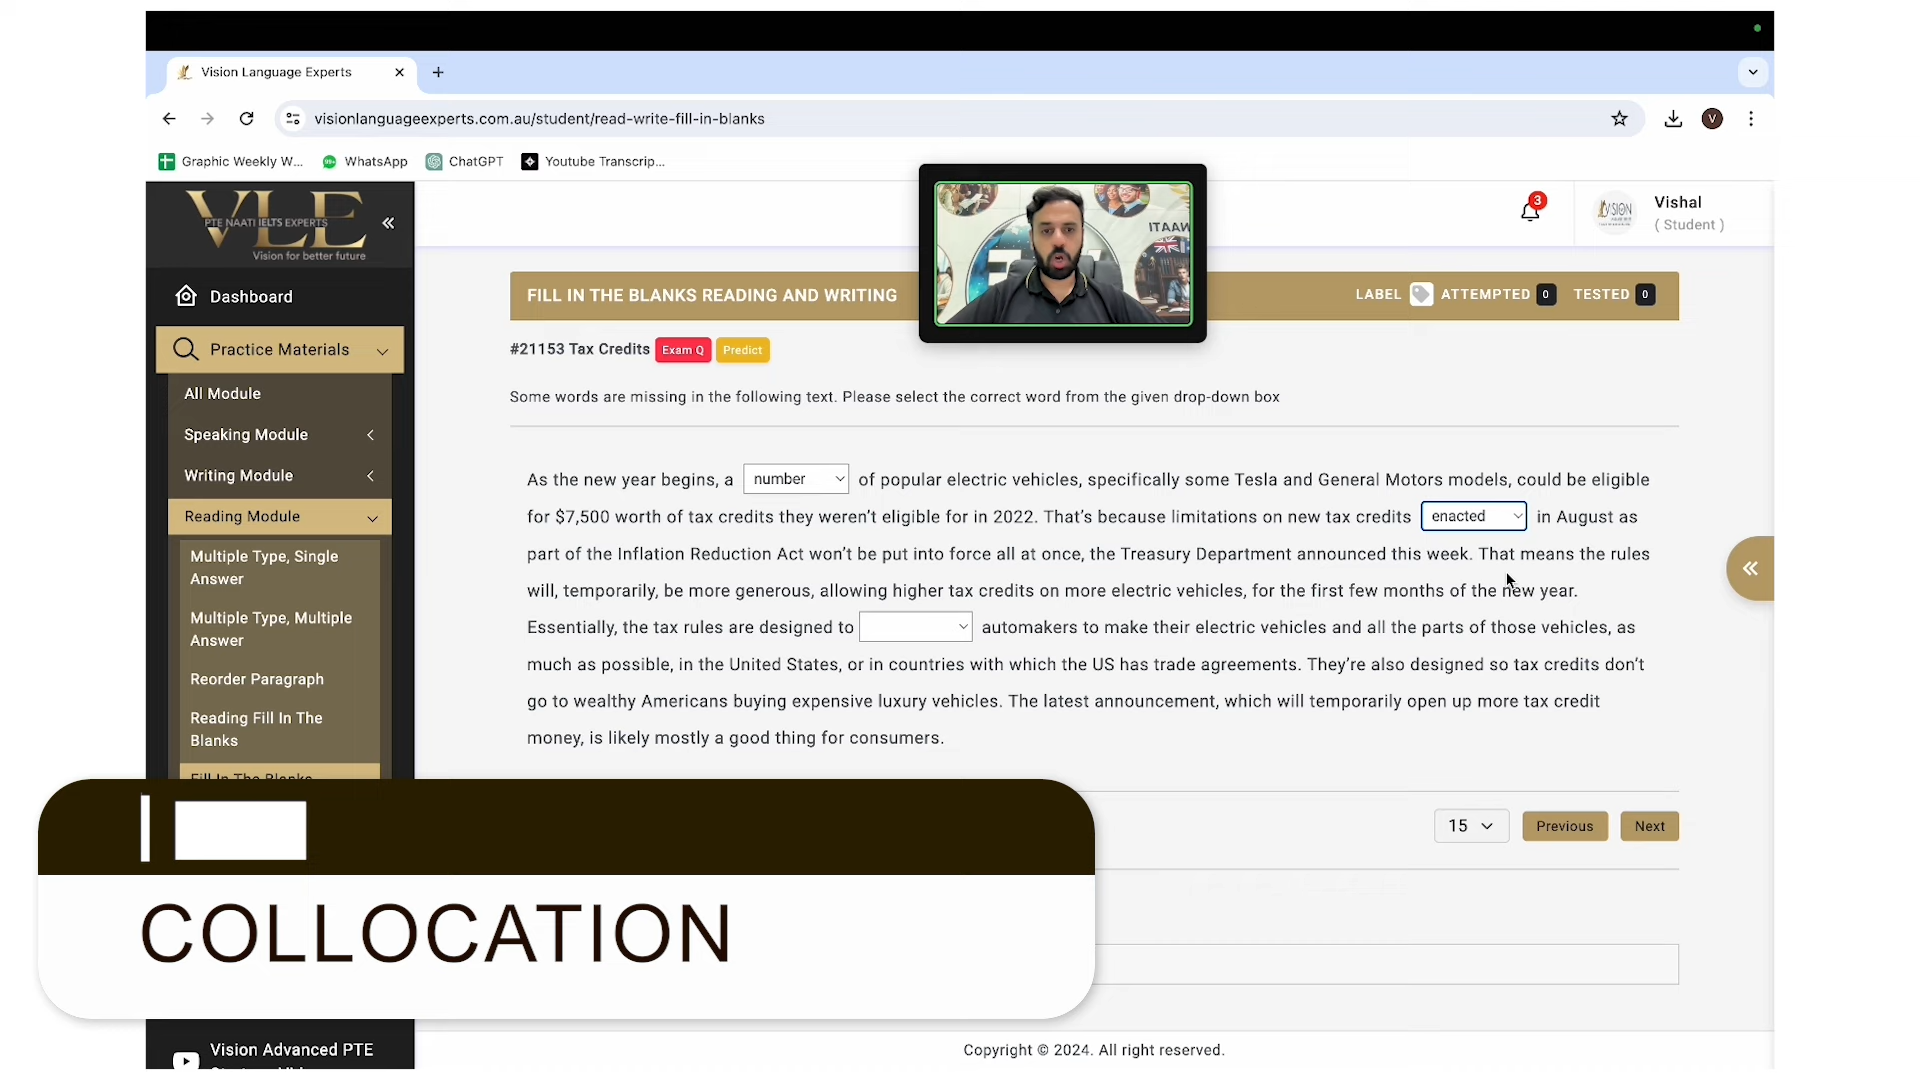 Vision Language Experts
visionlanguageexperts.com.au/student/read-write-fill-in-blanks
V
Graphic Weekly W...
99+
WhatsApp
ChatGPT
Youtube Transcrip...
VLE
PTE NAATI IELTS EXPERTS
Vision for better future
3
Vishal
( Student )
Dashboard
FILL IN THE BLANKS READING AND WRITING
LABEL
ATTEMPTED 0
TESTED 0
Practice Materials
#21153 Tax Credits Exam Q Predict
All Module
Some words are missing in the following text. Please select the correct word from the given drop-down box
Speaking Module
Writing Module
Reading Module
Multiple Type, Single
Answer
Multiple Type, Multiple
Answer
Reorder Paragraph
Reading Fill In The
Blanks
Fill In The Blanks
As the new year begins, a number of popular electric vehicles, specifically some Tesla and General Motors models, could be eligible
for $7,500 worth of tax credits they weren't eligible for in 2022. That's because limitations on new tax credits enacted in August as
part of the Inflation Reduction Act won't be put into force all at once, the Treasury Department announced this week. That means the rules
will, temporarily, be more generous, allowing higher tax credits on more electric vehicles, for the first few months of the new year.
Essentially, the tax rules are designed to automakers to make their electric vehicles and all the parts of those vehicles, as
much as possible, in the United States, or in countries with which the US has trade agreements. They're also designed so tax credits don't
go to wealthy Americans buying expensive luxury vehicles. The latest announcement, which will temporarily open up more tax credit
money, is likely mostly a good thing for consumers.
15
Previous
Next
COLLOCATION
Vision Advanced PTE
Copyright © 2024. All right reserved.